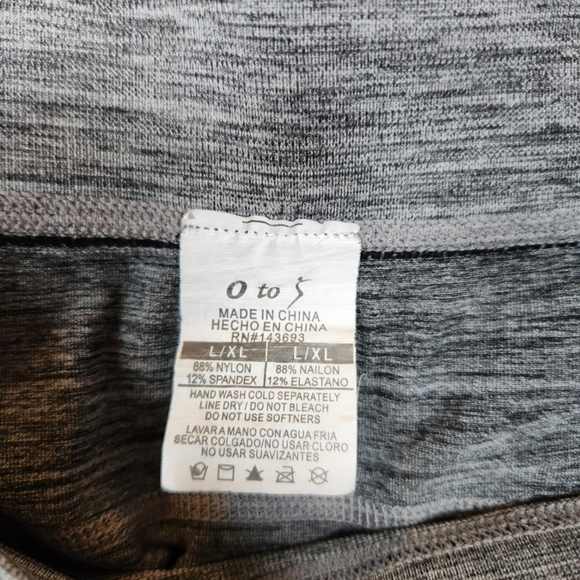 O to 5
MADE IN CHINA
HECHO EN CHINA
RN#143693
L/XL L/XL
88% NYLON 88% NAILON
12% SPANDEX 12% ELASTANO
HAND WASH COLD SEPARATELY
LINE DRY / DO NOT BLEACH
DO NOT USE SOFTNERS
LAVAR A MANO CON AGUA FRIA
SECAR COLGADO/NO USAR CLORO
NO USAR SUAVIZANTES